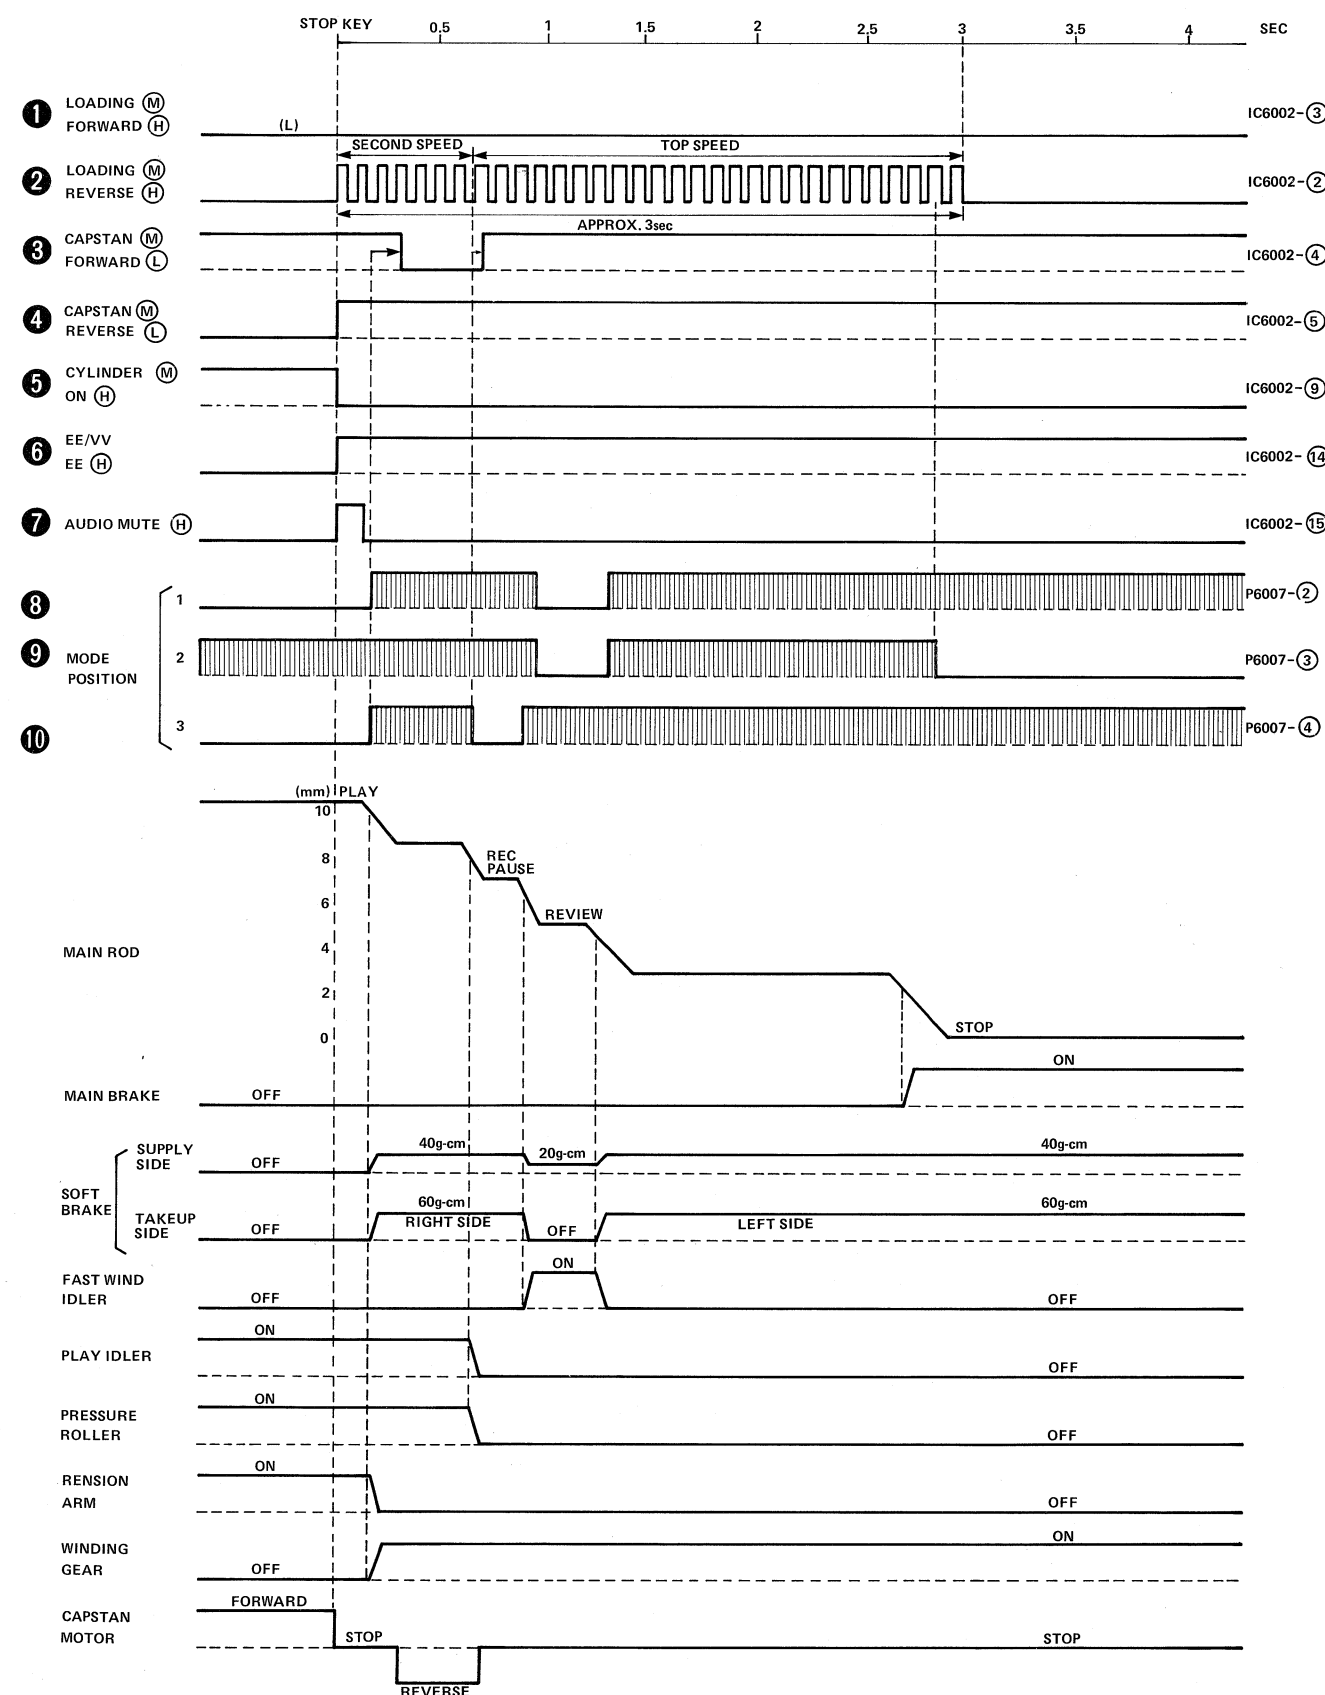 STOP KEY 0.5 1 1.5 2 2.5 3 3.5 4 SEC
1 LOADING M
FORWARD H
(L)
IC6002-3
SECOND SPEED TOP SPEED
2 LOADING M
REVERSE H
IC6002-2
APPROX. 3sec
3 CAPSTAN M
FORWARD L
IC6002-4
4 CAPSTAN M
REVERSE L
IC6002-5
5 CYLINDER M
ON H
IC6002-9
6 EE/VV
EE H
IC6002-14
7 AUDIO MUTE H
IC6002-15
8 1 P6007-2
9 MODE
POSITION
2 P6007-3
10 3 P6007-4
(mm) PLAY
10
8
REC
PAUSE
6
REVIEW
MAIN ROD
4
2
0
STOP
MAIN BRAKE OFF ON
SOFT
BRAKE
SUPPLY
SIDE
OFF 40g-cm 20g-cm 40g-cm
TAKEUP
SIDE
OFF 60g-cm OFF 60g-cm
RIGHT SIDE LEFT SIDE
FAST WIND
IDLER
OFF ON OFF
PLAY IDLER ON OFF
PRESSURE
ROLLER
ON OFF
RENSION
ARM
ON OFF
WINDING
GEAR
OFF ON
CAPSTAN
MOTOR
FORWARD STOP STOP
REVERSE